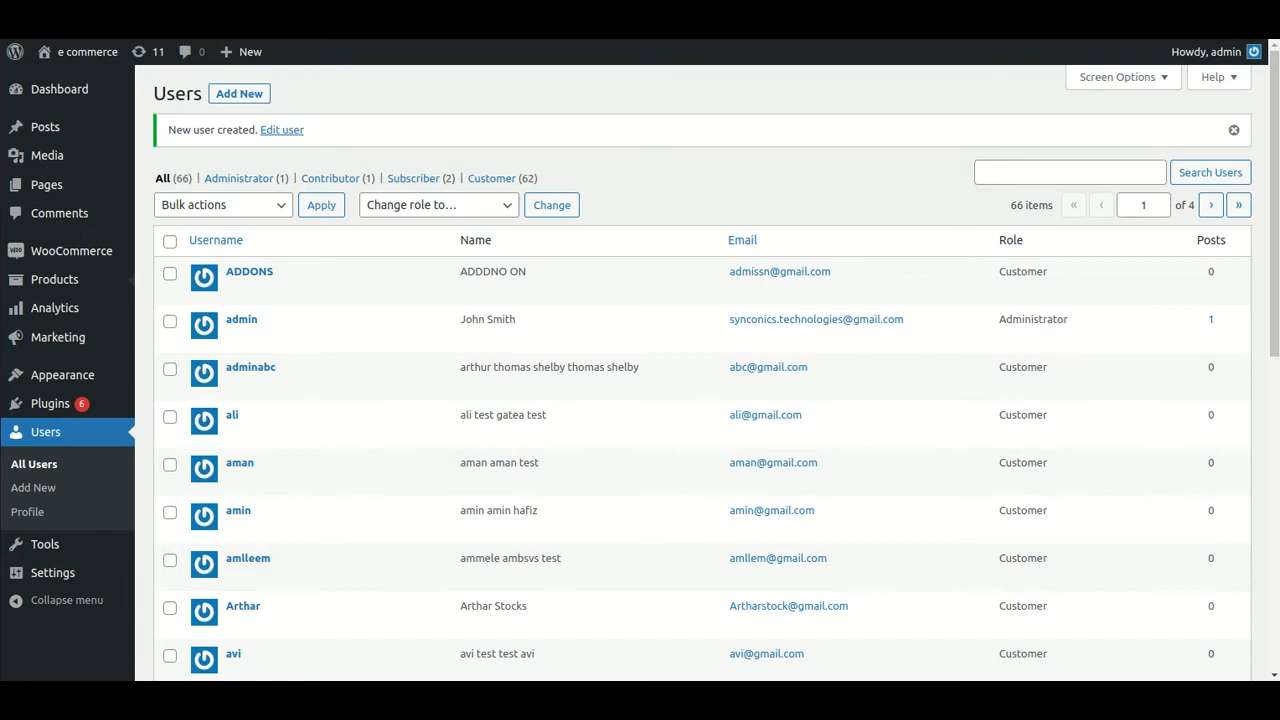 e commerce 11 0 New Howdy, admin
Dashboard
Posts
Media
Pages
Comments
WooCommerce
Products
Analytics
Marketing
Appearance
Plugins 6
Users
All Users
Add New
Profile
Tools
Settings
Collapse menu
Screen Options Help
Users Add New
New user created. Edit user
All (66) | Administrator (1) | Contributor (1) | Subscriber (2) | Customer (62)
Search Users
Bulk actions Apply Change role to... Change 66 items « ‹ 1 of 4 › »
Username Name Email Role Posts
ADDONS ADDDNO ON admissn@gmail.com Customer 0
admin John Smith synconics.technologies@gmail.com Administrator 1
adminabc arthur thomas shelby thomas shelby abc@gmail.com Customer 0
ali ali test gatea test ali@gmail.com Customer 0
aman aman aman test aman@gmail.com Customer 0
amin amin amin hafiz amin@gmail.com Customer 0
amlleem ammele ambsvs test amllem@gmail.com Customer 0
Arthar Arthar Stocks Artharstock@gmail.com Customer 0
avi avi test test avi avi@gmail.com Customer 0